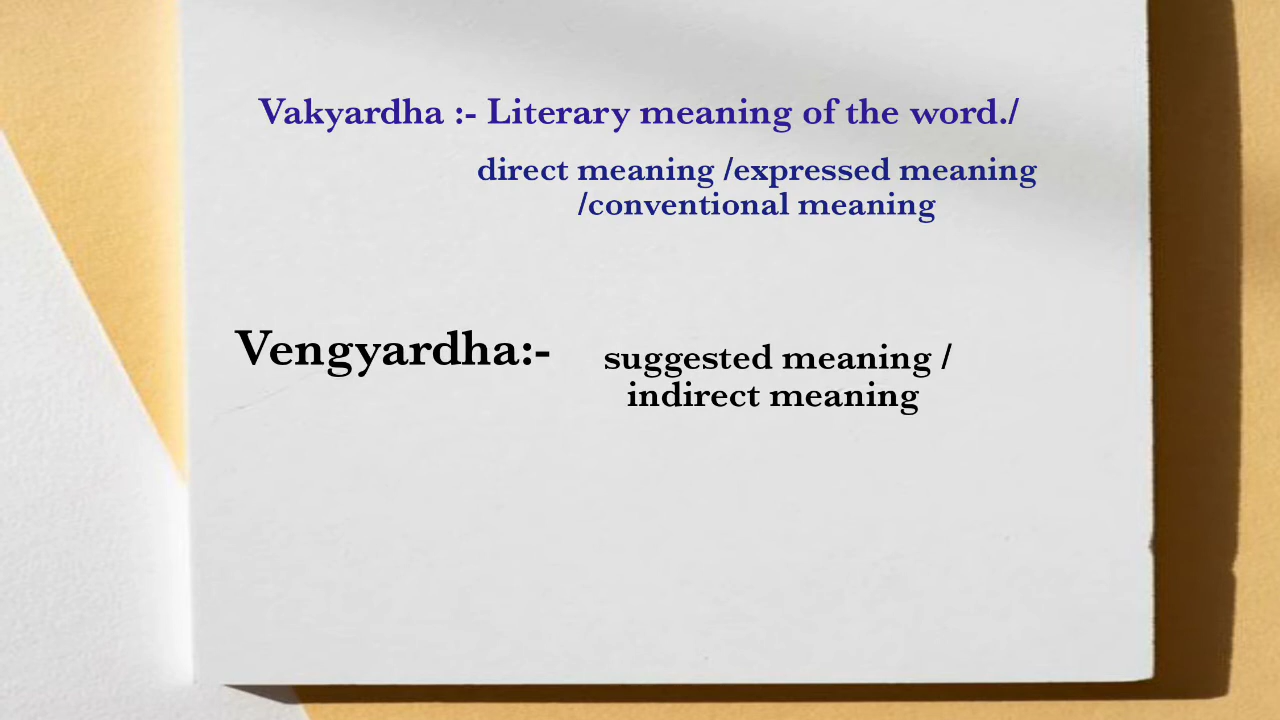 Vakyardha :- Literary meaning of the word./
direct meaning /expressed meaning
/conventional meaning
Vengyardha:-
suggested meaning /
indirect meaning